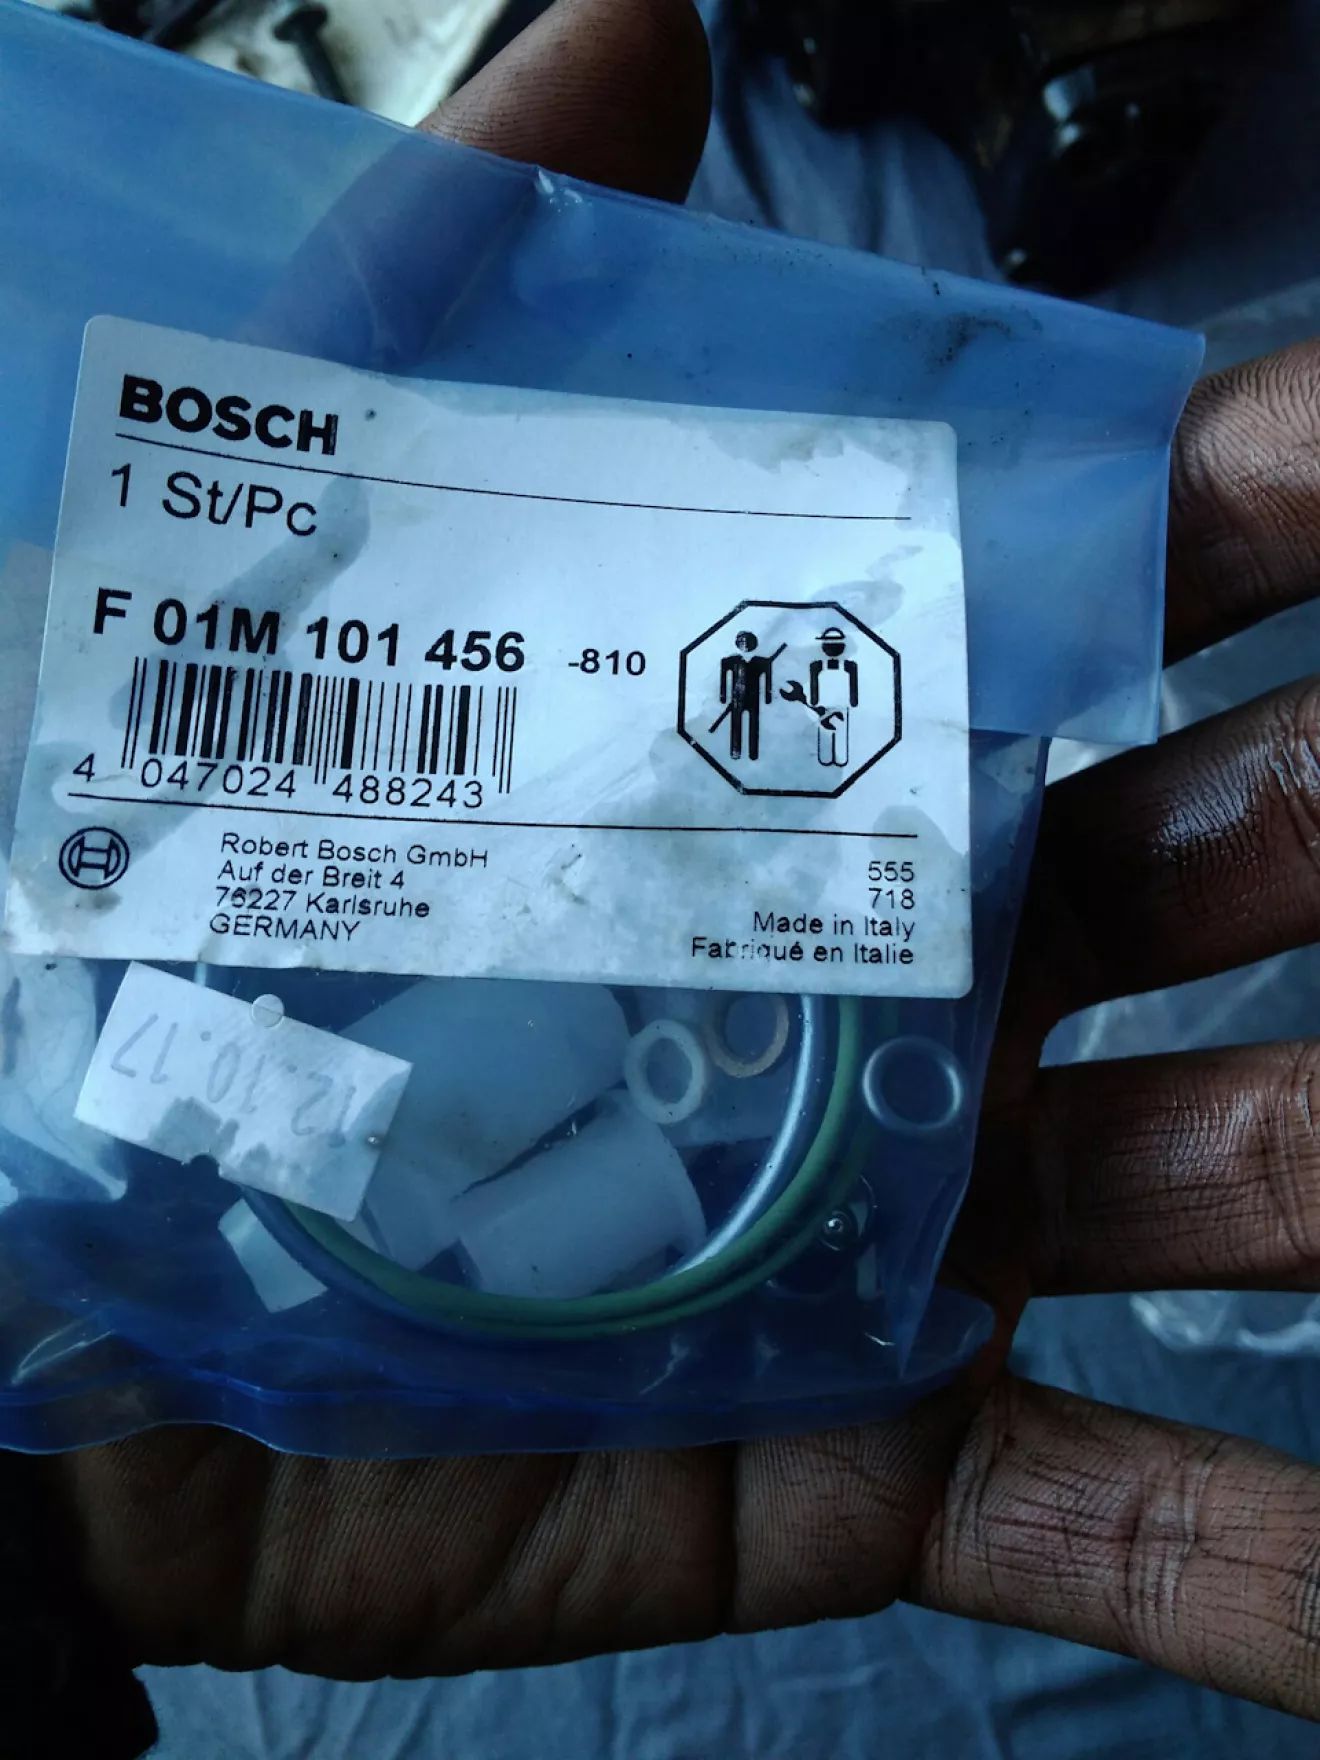 BOSCH
1 St/Pc
F 01M 101 456 -810
4 047024 488243
Robert Bosch GmbH
Auf der Breit 4
76227 Karlsruhe
GERMANY
555
718
Made in Italy
Fabriqué en Italie
12.10.17